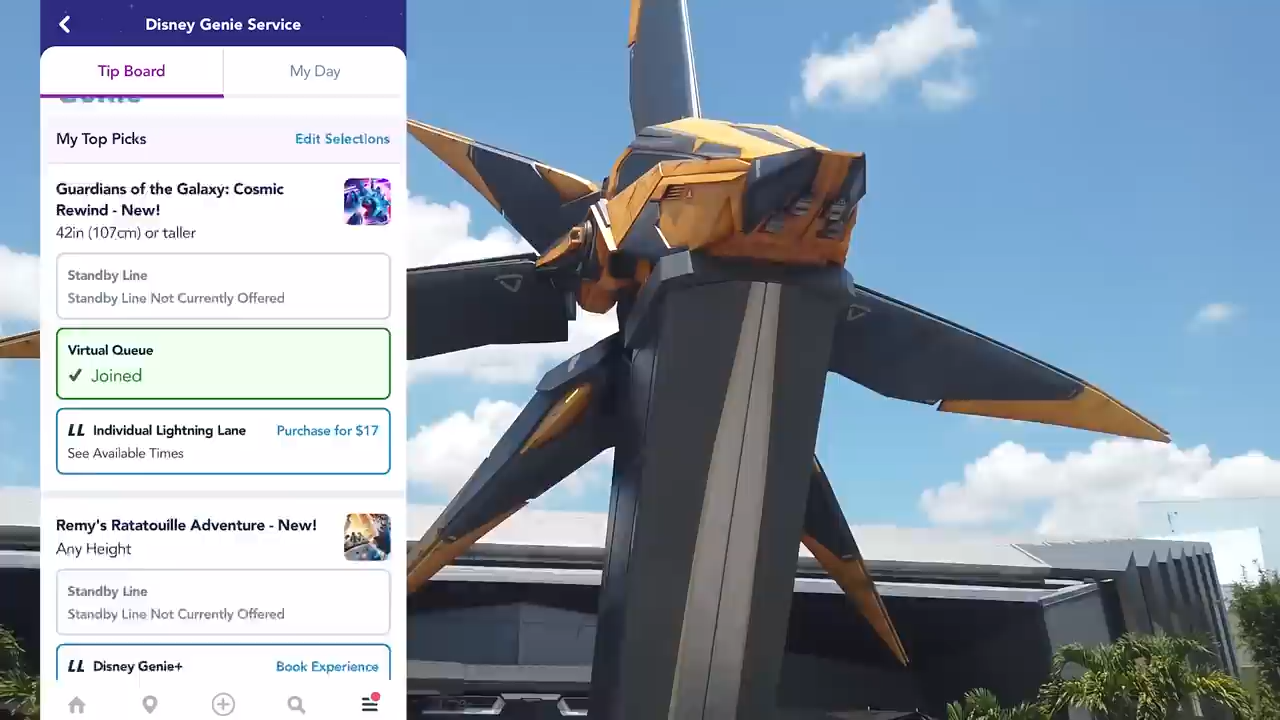 Disney Genie Service
Tip Board
My Day
My Top Picks
Edit Selections
Guardians of the Galaxy: Cosmic
Rewind - New!
42in (107cm) or taller
Standby Line
Standby Line Not Currently Offered
Virtual Queue
✓ Joined
LL Individual Lightning Lane
Purchase for $17
See Available Times
Remy's Ratatouille Adventure - New!
Any Height
Standby Line
Standby Line Not Currently Offered
LL Disney Genie+
Book Experience